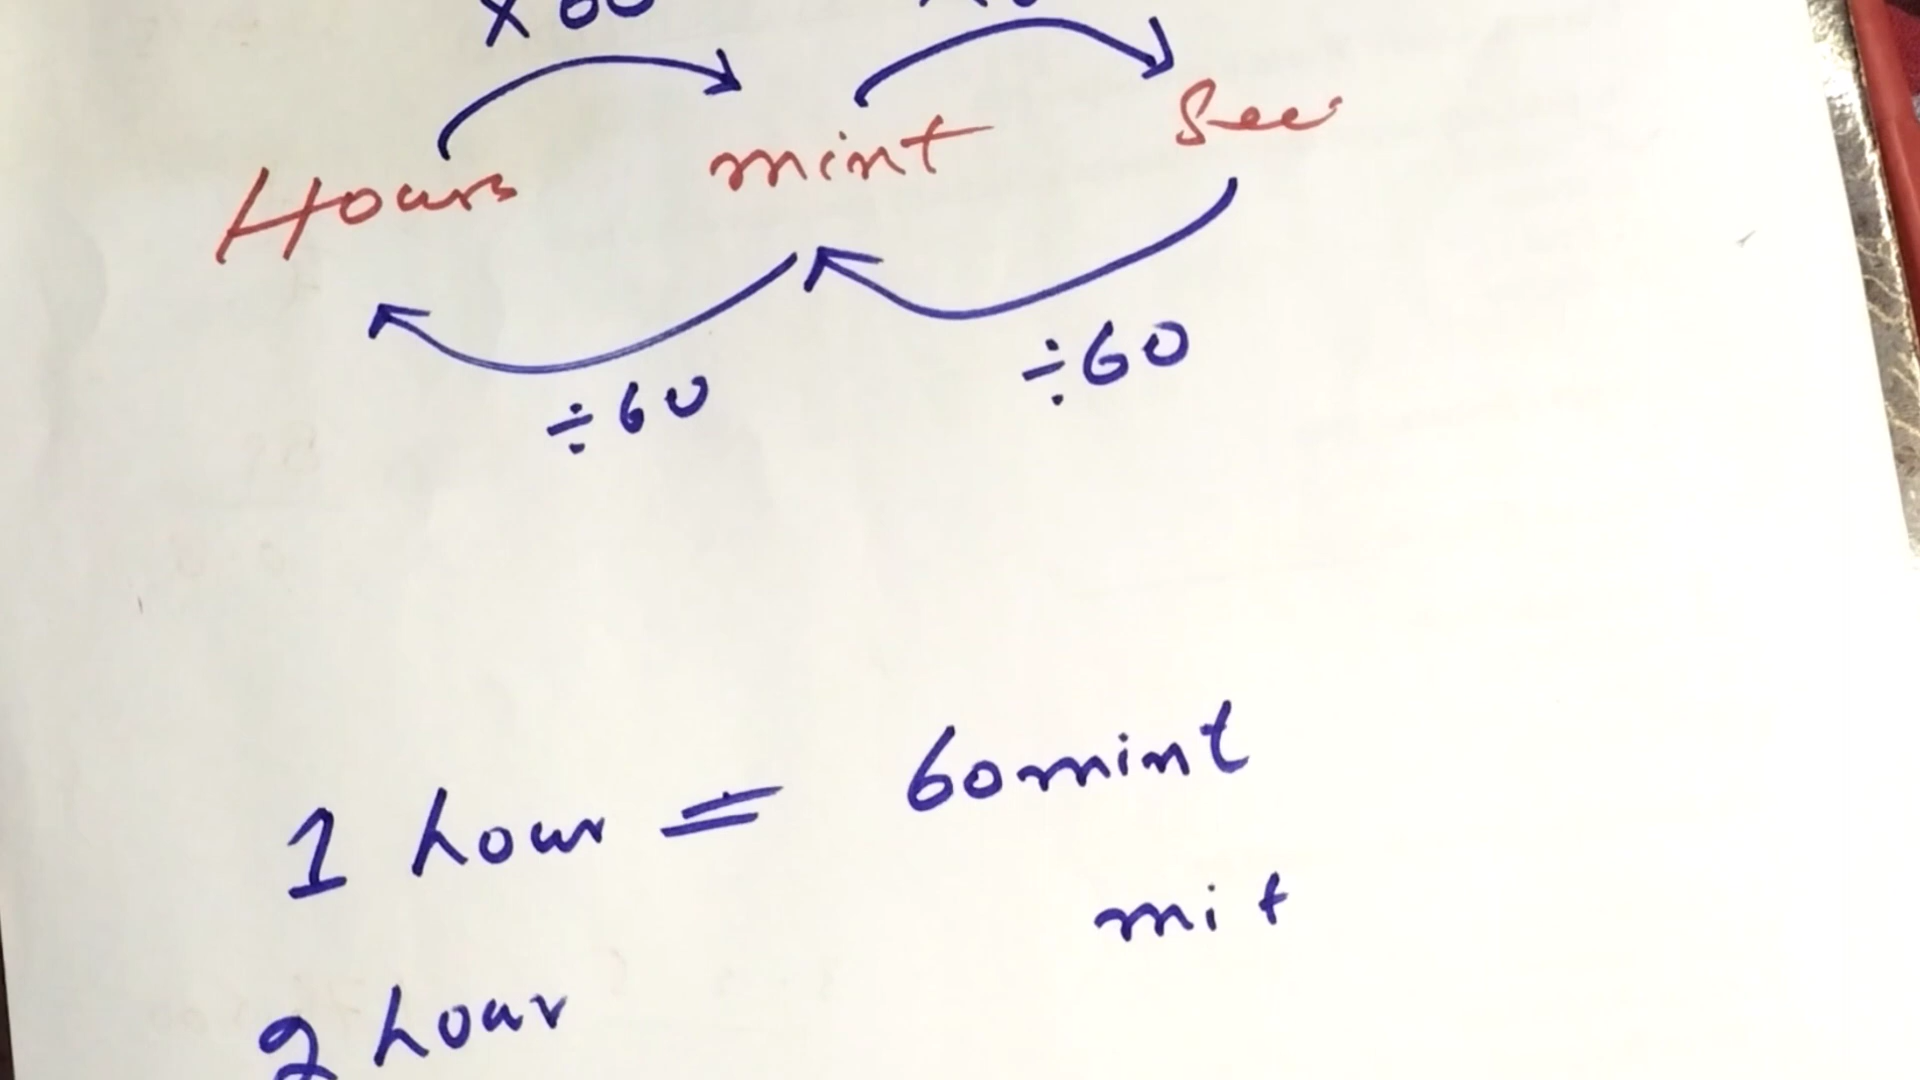 Hours mint Sec
÷60 ÷60
1 hour = 60mint
mit
2 hour